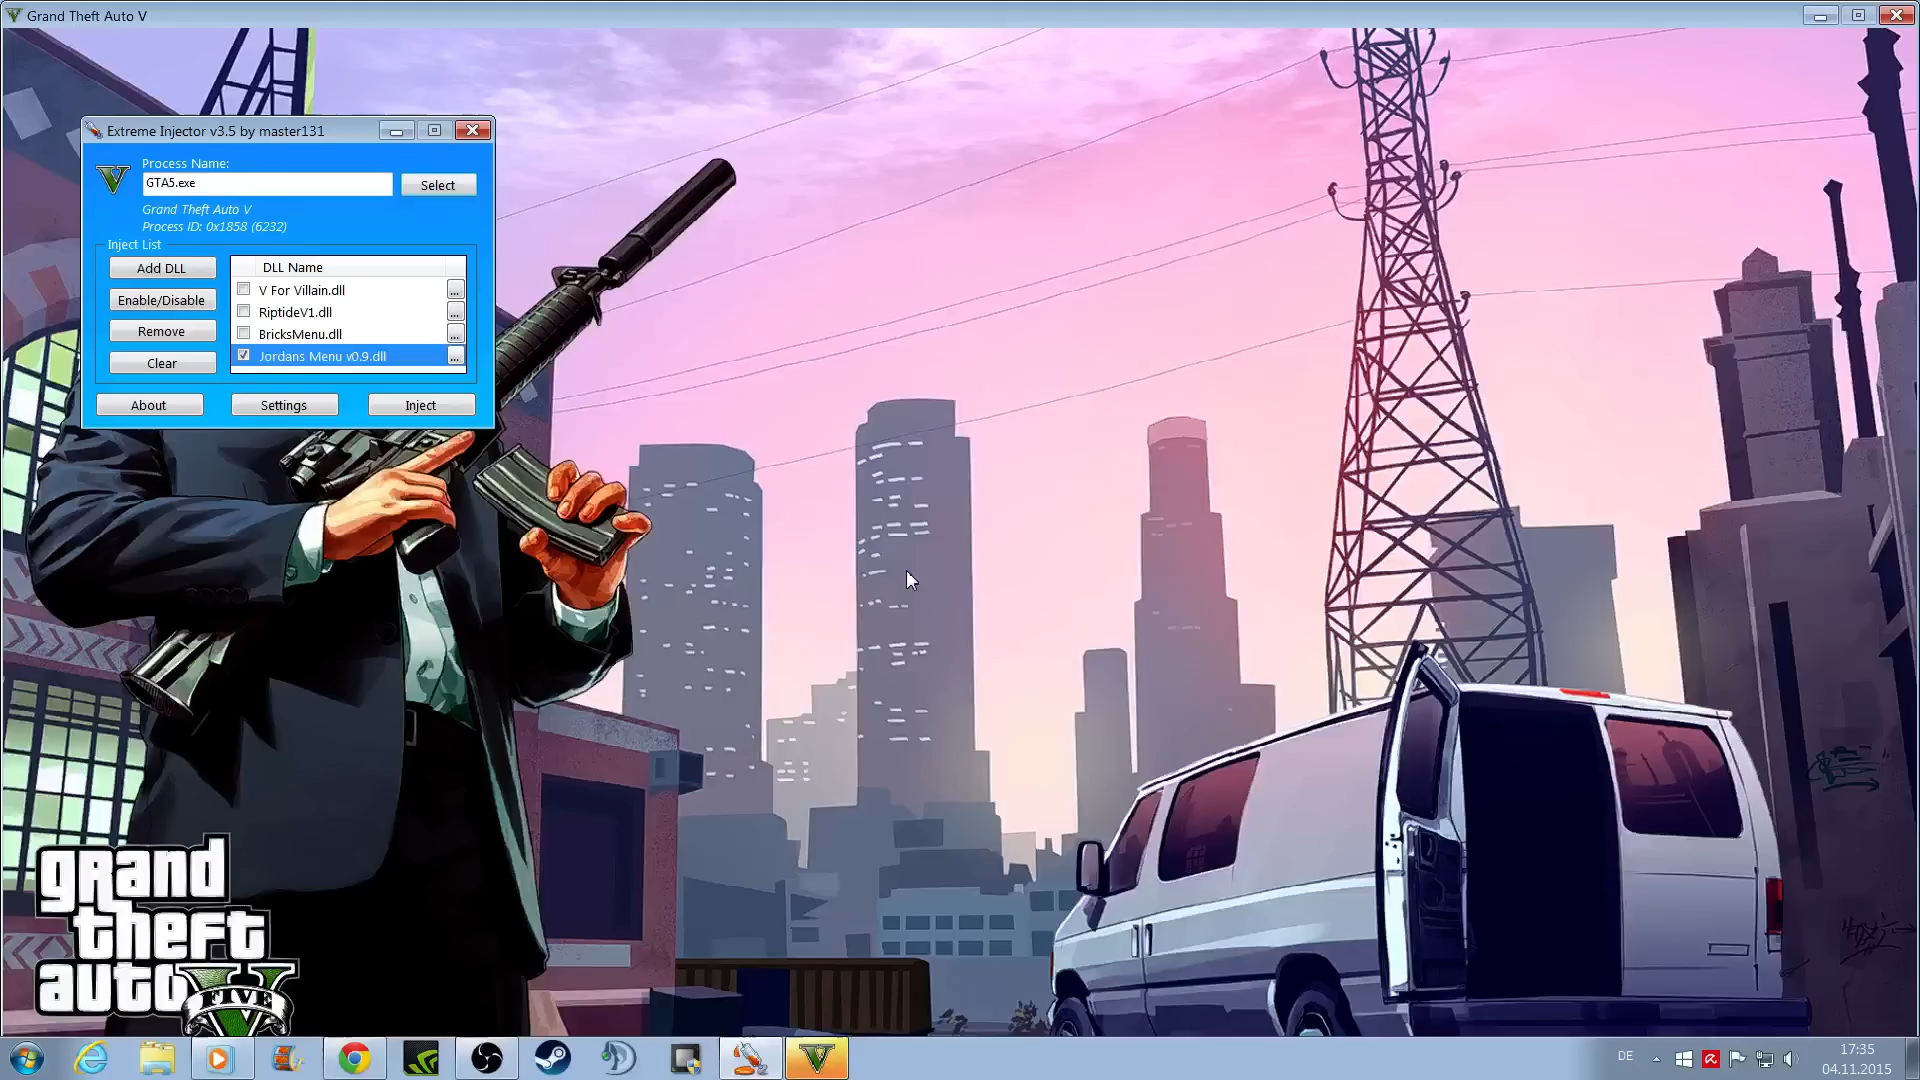 Grand Theft Auto V
Extreme Injector v3.5 by master131
Process Name:
GTA5.exe
Select
Grand Theft Auto V
Process ID: 0x1858 (6232)
Inject List
Add DLL
Enable/Disable
Remove
Clear
DLL Name
V For Villain.dll
...
RiptideV1.dll
...
BricksMenu.dll
...
Jordans Menu v0.9.dll
...
About
Settings
Inject
grand
theft
auto V
FIVE
DE
17:35
04.11.2015